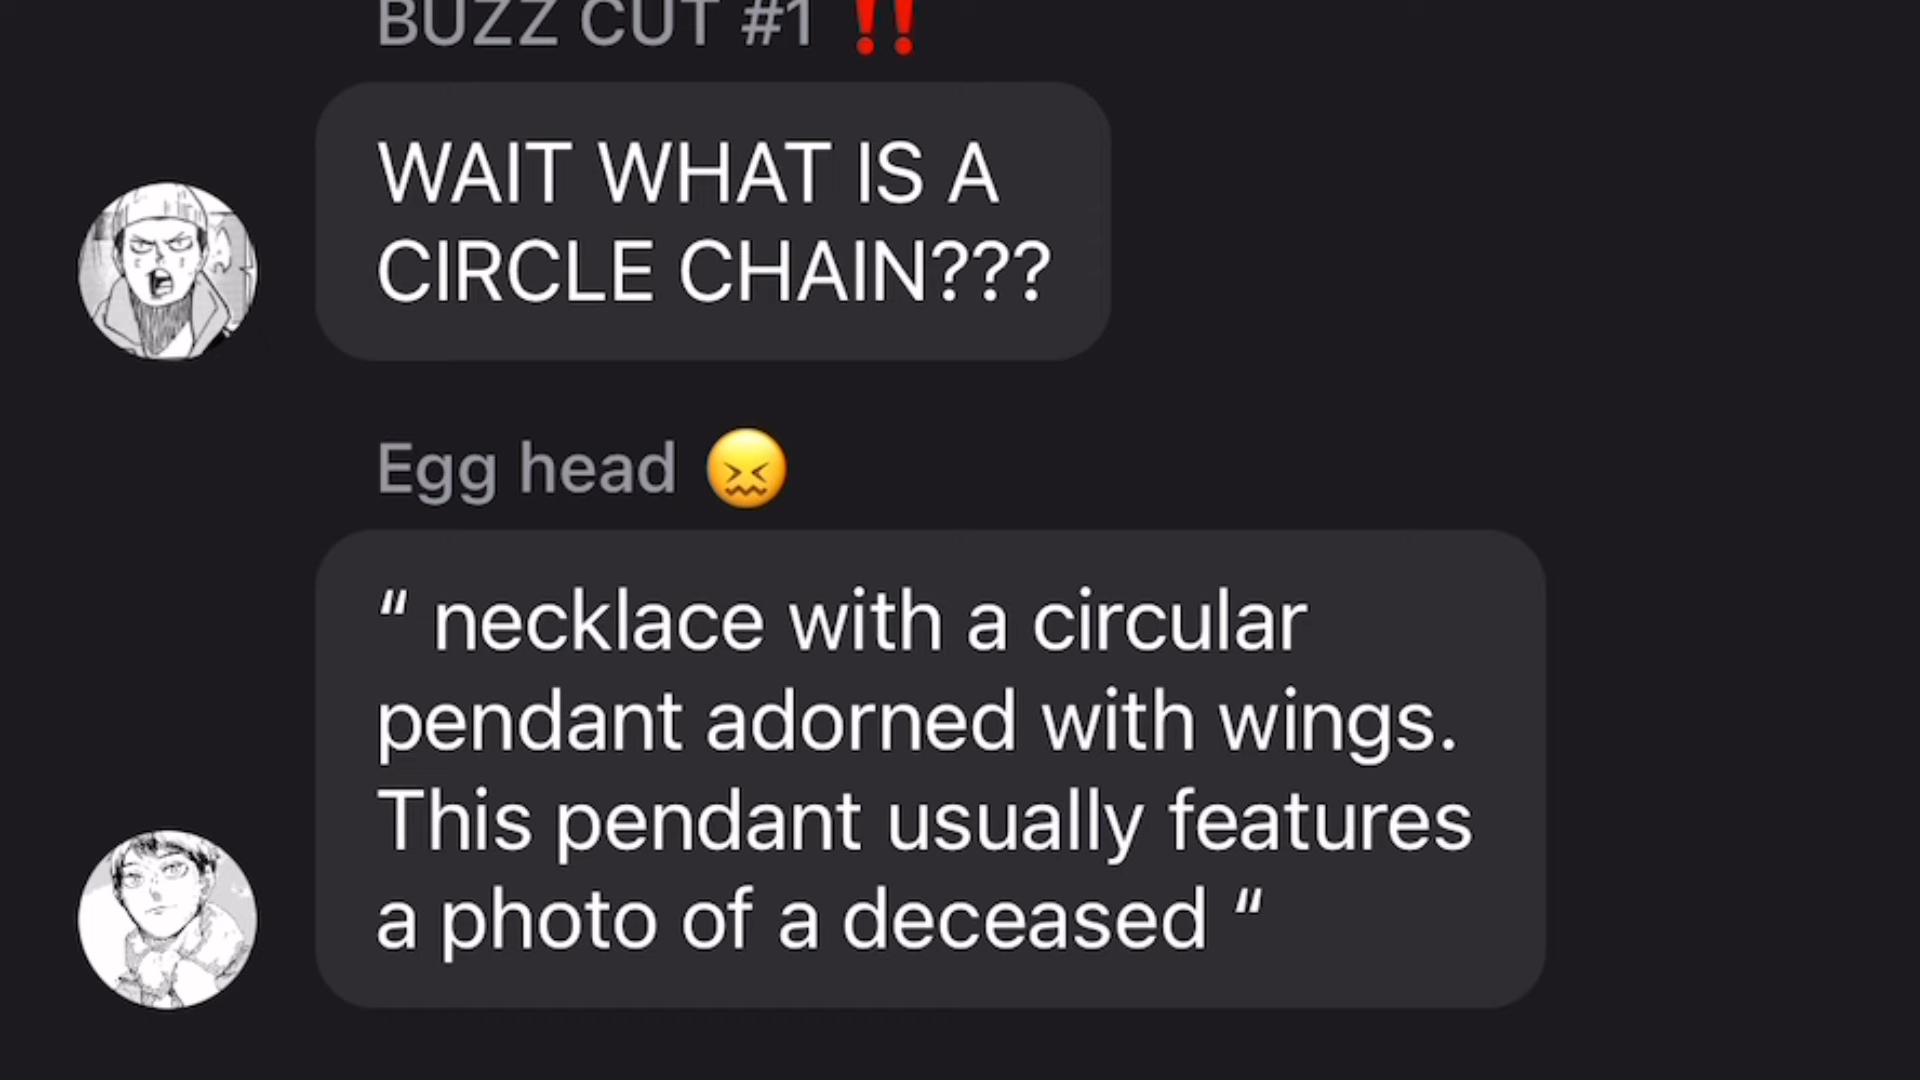 BUZZ CUT #1 ‼️
WAIT WHAT IS A
CIRCLE CHAIN???
Egg head 😖
“ necklace with a circular
pendant adorned with wings.
This pendant usually features
a photo of a deceased “